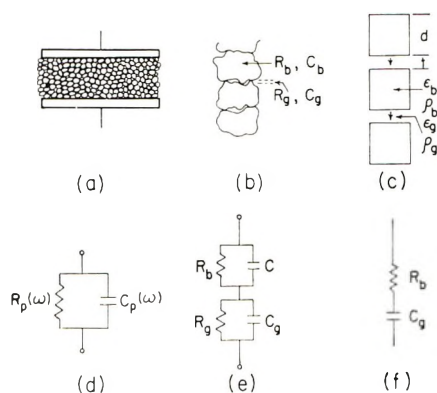 R_b, C_b
R_g, C_g
d
ε_b
ρ_b
ε_g
ρ_g
(a)
(b)
(c)
R_p(ω)
C_p(ω)
R_b
C
R_g
C_g
R_b
C_g
(d)
(e)
(f)